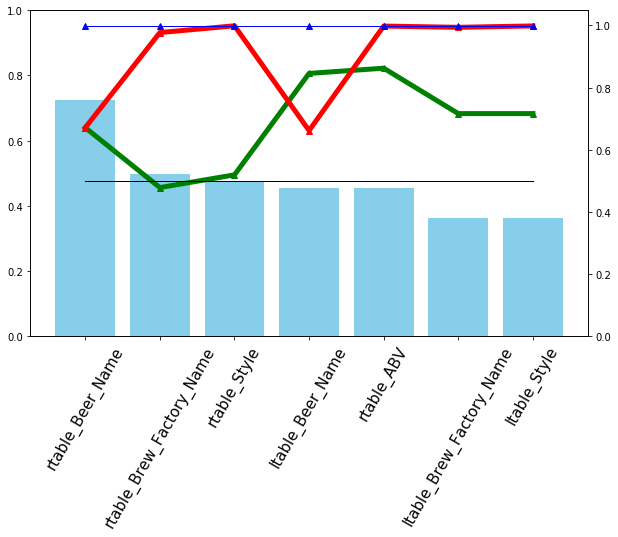 1.0
0.8
0.6
0.4
0.2
0.0
1.0
0.8
0.6
0.4
0.2
0.0
rtable_Beer_Name
rtable_Brew_Factory_Name
rtable_Style
ltable_Beer_Name
rtable_ABV
ltable_Brew_Factory_Name
ltable_Style